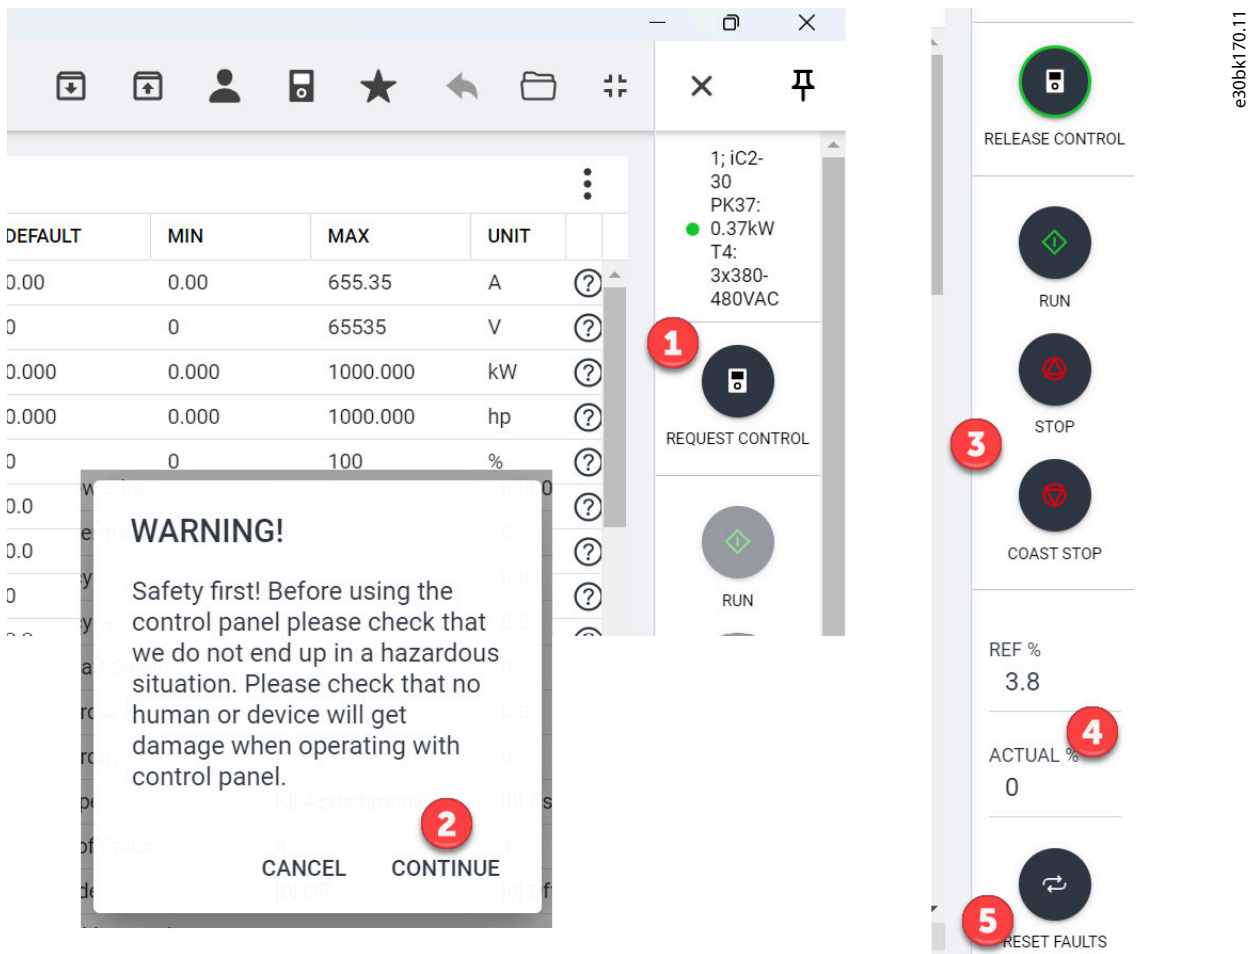 1; iC2-
30
PK37:
0.37kW
T4:
3x380-
480VAC
DEFAULT MIN MAX UNIT
0.00 0.00 655.35 A
0 0 65535 V
0.000 0.000 1000.000 kW
0.000 0.000 1000.000 hp
0 0 100 %
0.0
0.0
0
1
REQUEST CONTROL
RUN
WARNING!
Safety first! Before using the
control panel please check that
we do not end up in a hazardous
situation. Please check that no
human or device will get
damage when operating with
control panel.
2
CANCEL CONTINUE
RELEASE CONTROL
RUN
STOP
3
COAST STOP
REF %
3.8
4
ACTUAL %
0
5
RESET FAULTS
e30bk170.11